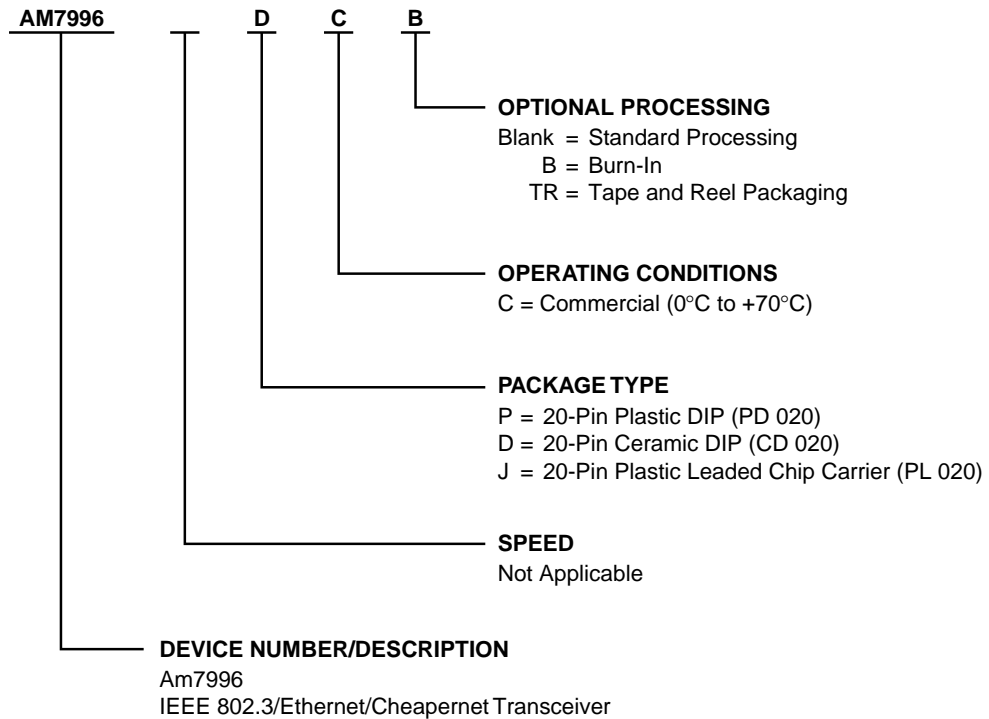 AM7996 D C B
OPTIONAL PROCESSING
Blank = Standard Processing
B = Burn-In
TR = Tape and Reel Packaging
OPERATING CONDITIONS
C = Commercial (0°C to +70°C)
PACKAGE TYPE
P = 20-Pin Plastic DIP (PD 020)
D = 20-Pin Ceramic DIP (CD 020)
J = 20-Pin Plastic Leaded Chip Carrier (PL 020)
SPEED
Not Applicable
DEVICE NUMBER/DESCRIPTION
Am7996
IEEE 802.3/Ethernet/Cheapernet Transceiver